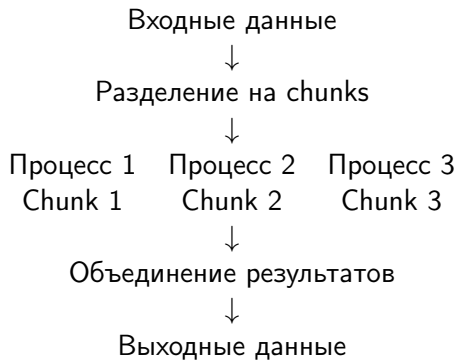 Входные данные
↓
Разделение на chunks
↓
Процесс 1 Процесс 2 Процесс 3
Chunk 1 Chunk 2 Chunk 3
↓
Объединение результатов
↓
Выходные данные